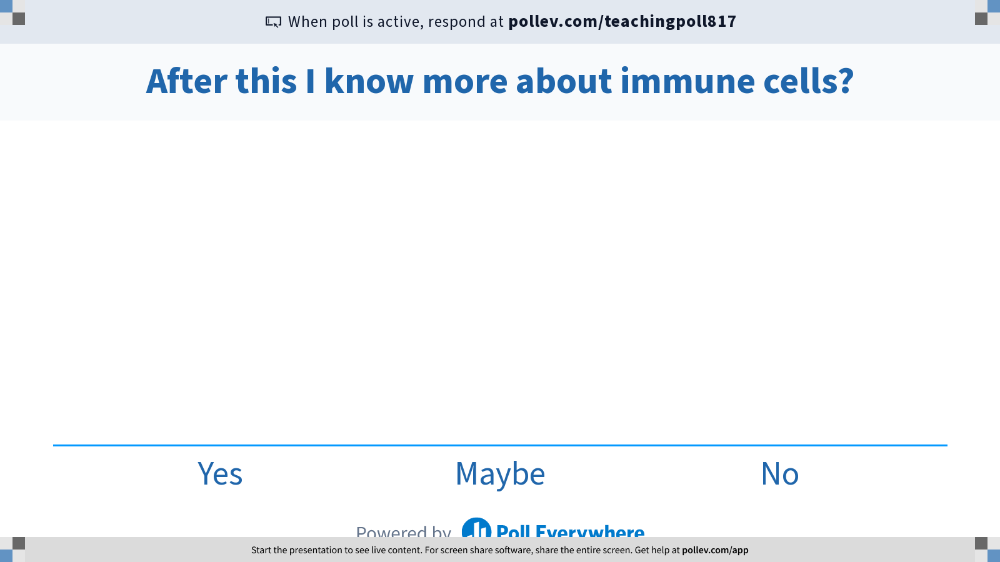 When poll is active, respond at pollev.com/teachingpoll817
After this I know more about immune cells?
Yes Maybe No
Powered by Poll Everywhere
Start the presentation to see live content. For screen share software, share the entire screen. Get help at pollev.com/app